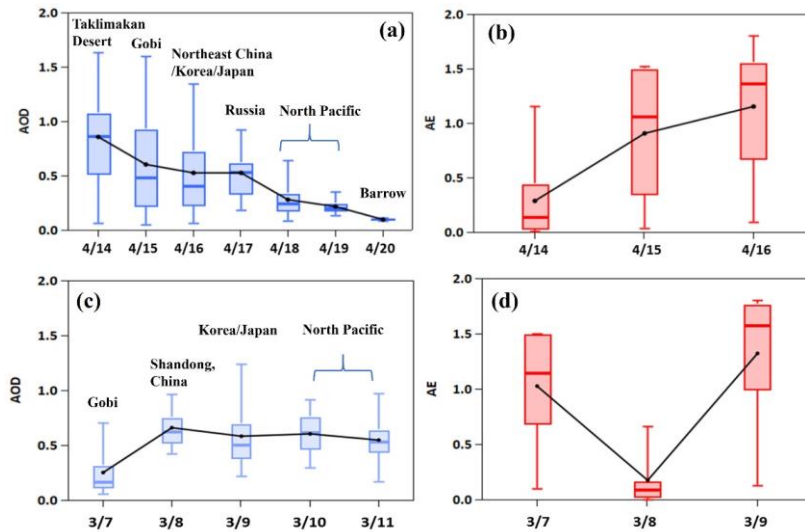 (a)
Taklimakan
Desert
Gobi
Northeast China
/Korea/Japan
Russia
North Pacific
Barrow
AOD
2.0
1.5
1.0
0.5
0.0
4/14 4/15 4/16 4/17 4/18 4/19 4/20
(b)
AE
2.0
1.5
1.0
0.5
0.0
4/14 4/15 4/16
(c)
Gobi
Shandong,
China
Korea/Japan
North Pacific
AOD
2.0
1.5
1.0
0.5
0.0
3/7 3/8 3/9 3/10 3/11
(d)
AE
2.0
1.5
1.0
0.5
0.0
3/7 3/8 3/9